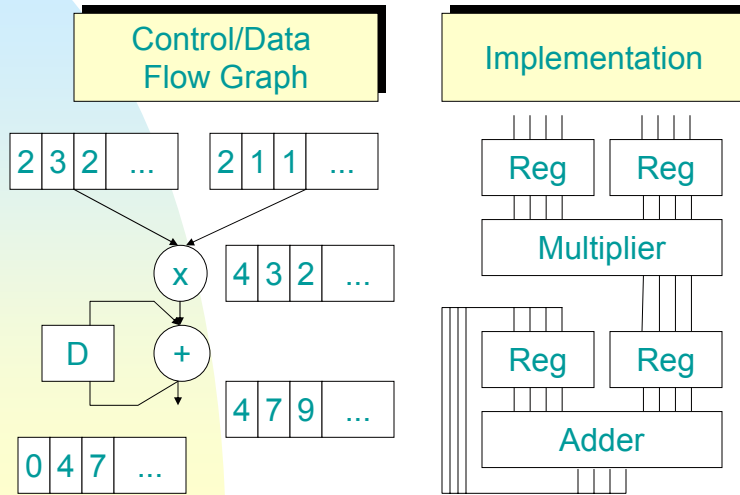 Control/Data
Flow Graph
Implementation
2 3 2 ...
2 1 1 ...
x
4 3 2 ...
D
+
4 7 9 ...
0 4 7 ...
Reg
Reg
Multiplier
Reg
Reg
Adder